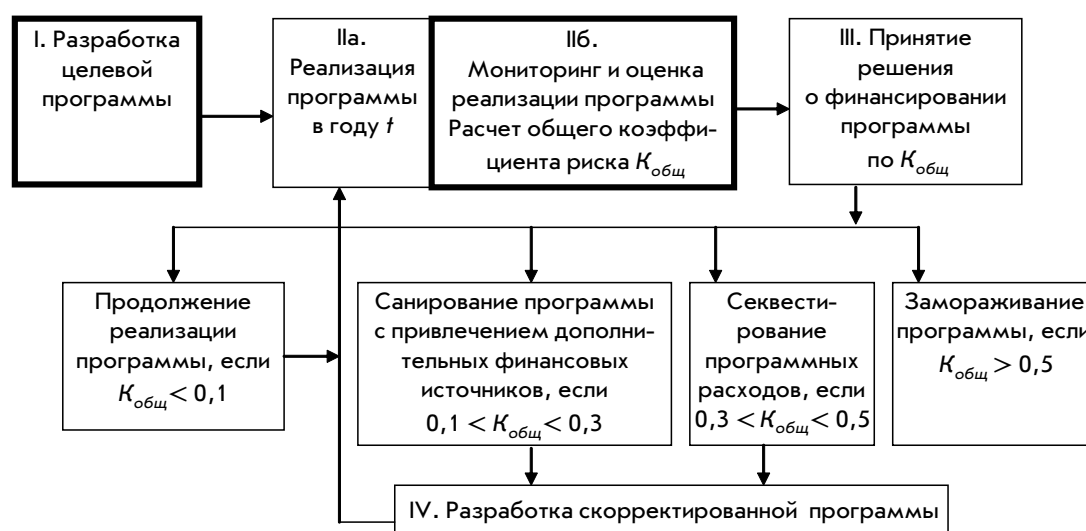 I. Разработка
целевой
программы
IIа.
Реализация
программы
в году t
IIб.
Мониторинг и оценка
реализации программы
Расчет общего коэффи-
циента риска Kобщ
III. Принятие
решения
о финансировании
программы
по Kобщ
Продолжение
реализации
программы, если
Kобщ < 0,1
Санирование программы
с привлечением дополни-
тельных финансовых
источников, если
0,1 < Kобщ < 0,3
Секвести-
рование
программных
расходов, если
0,3 < Kобщ < 0,5
Замораживание
программы, если
Kобщ > 0,5
IV. Разработка скорректированной программы